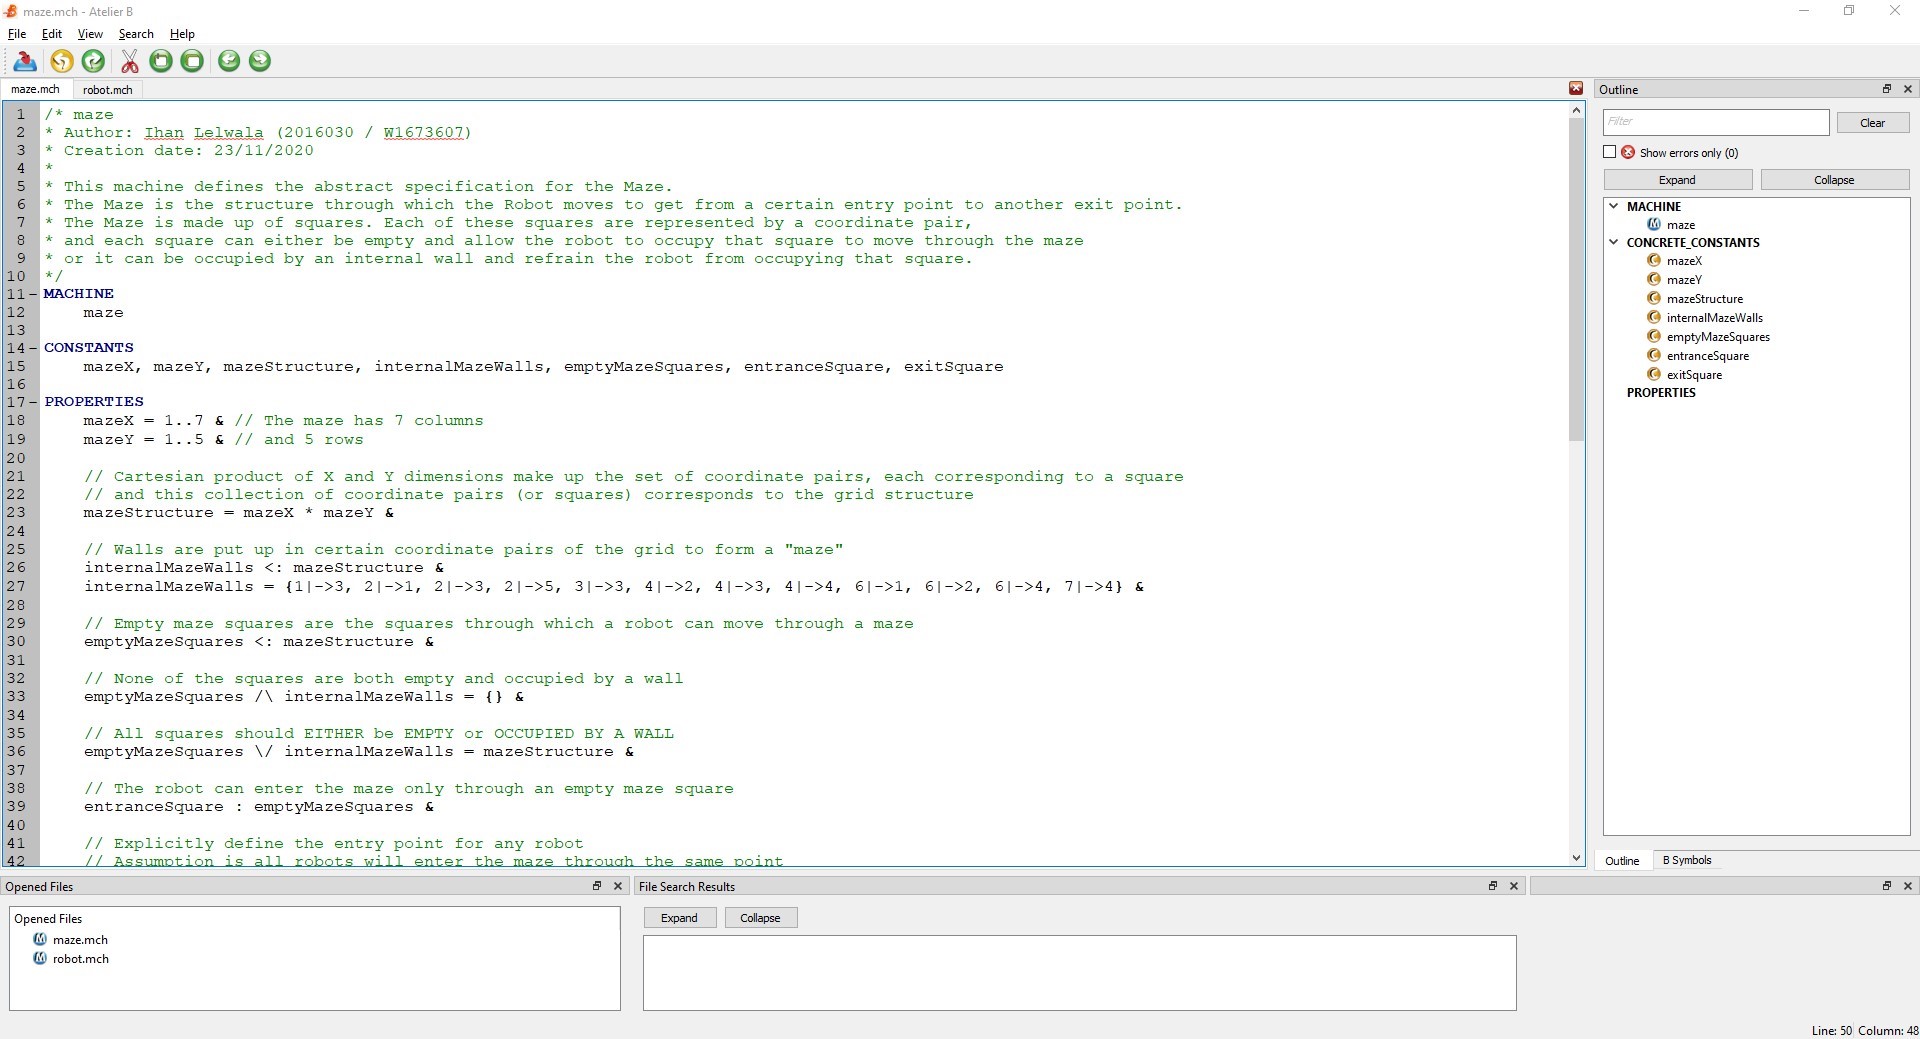 maze.mch - Atelier B
File Edit View Search Help
maze.mch robot.mch
1 /* maze
2 * Author: Ihan Lelwala (2016030 / W1673607)
3 * Creation date: 23/11/2020
4 *
5 * This machine defines the abstract specification for the Maze.
6 * The Maze is the structure through which the Robot moves to get from a certain entry point to another exit point.
7 * The Maze is made up of squares. Each of these squares are represented by a coordinate pair,
8 * and each square can either be empty and allow the robot to occupy that square to move through the maze
9 * or it can be occupied by an internal wall and refrain the robot from occupying that square.
10 */
11 MACHINE
12 maze
13
14 CONSTANTS
15 mazeX, mazeY, mazeStructure, internalMazeWalls, emptyMazeSquares, entranceSquare, exitSquare
16
17 PROPERTIES
18 mazeX = 1..7 & // The maze has 7 columns
19 mazeY = 1..5 & // and 5 rows
20
21 // Cartesian product of X and Y dimensions make up the set of coordinate pairs, each corresponding to a square
22 // and this collection of coordinate pairs (or squares) corresponds to the grid structure
23 mazeStructure = mazeX * mazeY &
24
25 // Walls are put up in certain coordinate pairs of the grid to form a "maze"
26 internalMazeWalls <: mazeStructure &
27 internalMazeWalls = {1|->3, 2|->1, 2|->3, 2|->5, 3|->3, 4|->2, 4|->3, 4|->4, 6|->1, 6|->2, 6|->4, 7|->4} &
28
29 // Empty maze squares are the squares through which a robot can move through a maze
30 emptyMazeSquares <: mazeStructure &
31
32 // None of the squares are both empty and occupied by a wall
33 emptyMazeSquares /\ internalMazeWalls = {} &
34
35 // All squares should EITHER be EMPTY or OCCUPIED BY A WALL
36 emptyMazeSquares \/ internalMazeWalls = mazeStructure &
37
38 // The robot can enter the maze only through an empty maze square
39 entranceSquare : emptyMazeSquares &
40
41 // Explicitly define the entry point for any robot
42 // Assumption is all robots will enter the maze through the same point
Outline
Filter
Clear
Show errors only (0)
Expand Collapse
MACHINE
maze
CONCRETE_CONSTANTS
mazeX
mazeY
mazeStructure
internalMazeWalls
emptyMazeSquares
entranceSquare
exitSquare
PROPERTIES
Outline B Symbols
Opened Files
Opened Files
maze.mch
robot.mch
File Search Results
Expand Collapse
Line: 50 Column: 48